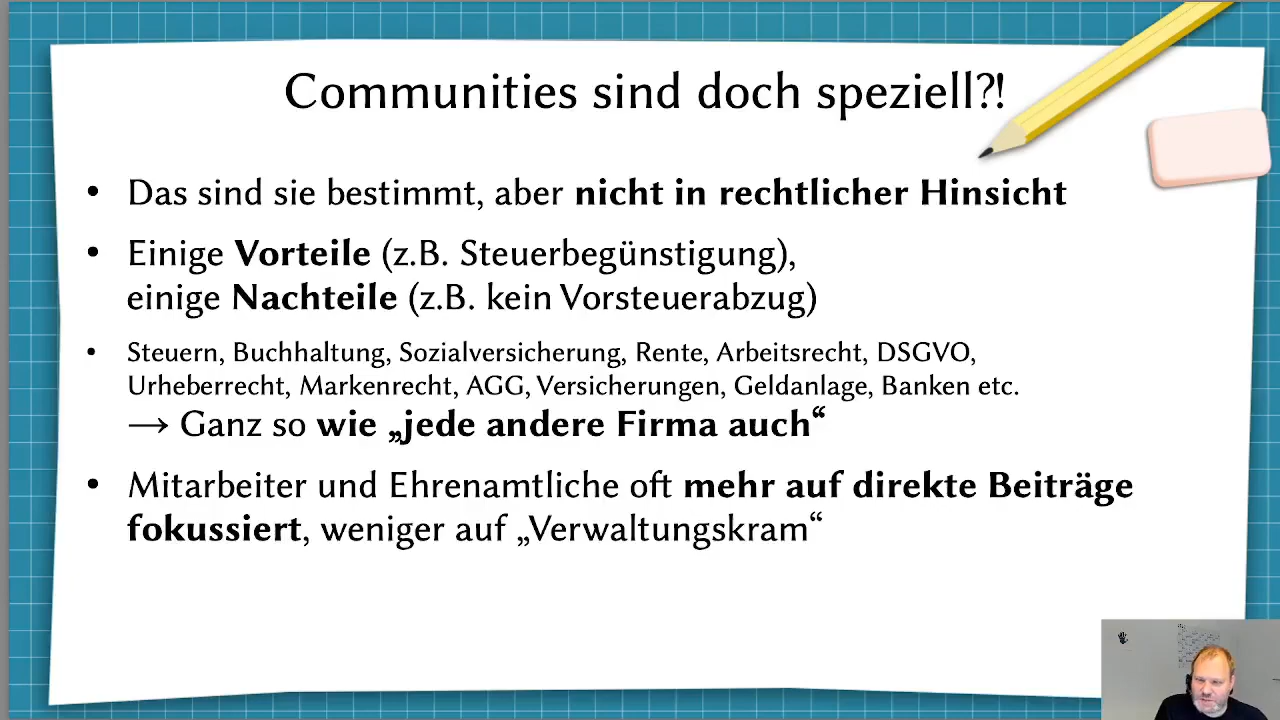 Communities sind doch speziell?!
• Das sind sie bestimmt, aber nicht in rechtlicher Hinsicht
• Einige Vorteile (z.B. Steuerbegünstigung),
einige Nachteile (z.B. kein Vorsteuerabzug)
• Steuern, Buchhaltung, Sozialversicherung, Rente, Arbeitsrecht, DSGVO,
Urheberrecht, Markenrecht, AGG, Versicherungen, Geldanlage, Banken etc.
→ Ganz so wie „jede andere Firma auch“
• Mitarbeiter und Ehrenamtliche oft mehr auf direkte Beiträge
fokussiert, weniger auf „Verwaltungskram“